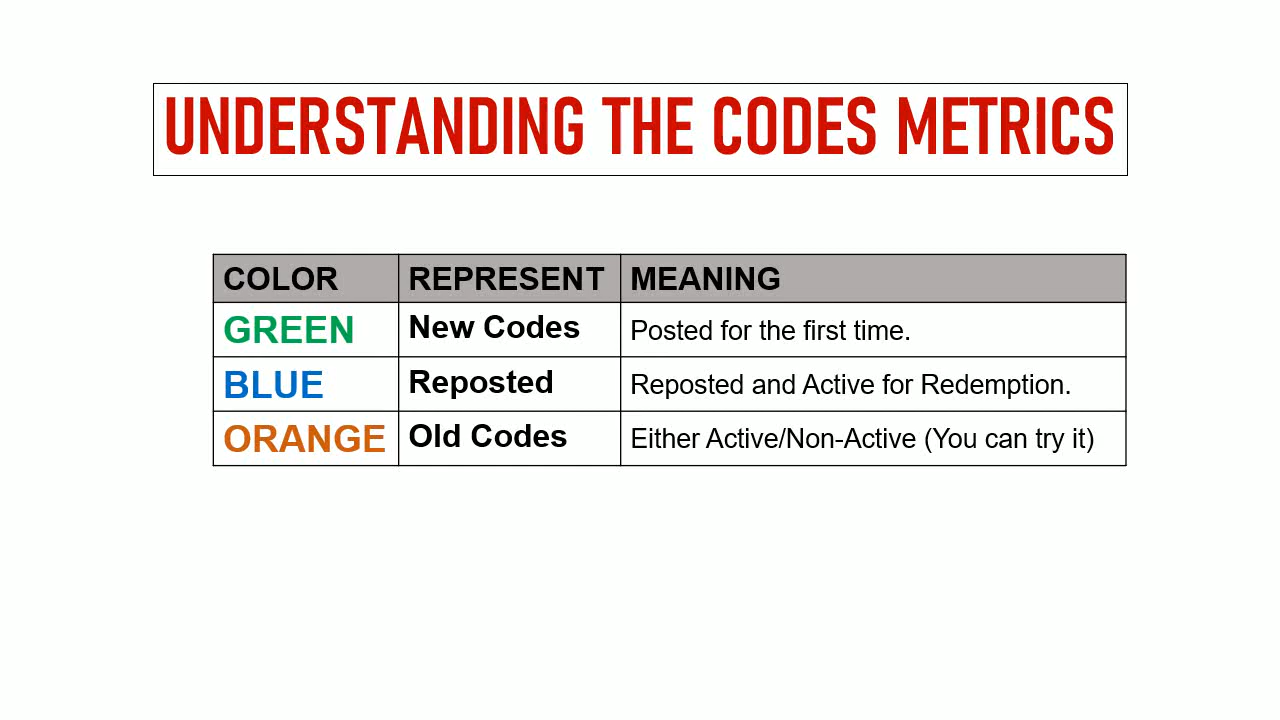 UNDERSTANDING THE CODES METRICS
COLOR REPRESENT MEANING
GREEN New Codes Posted for the first time.
BLUE Reposted Reposted and Active for Redemption.
ORANGE Old Codes Either Active/Non-Active (You can try it)